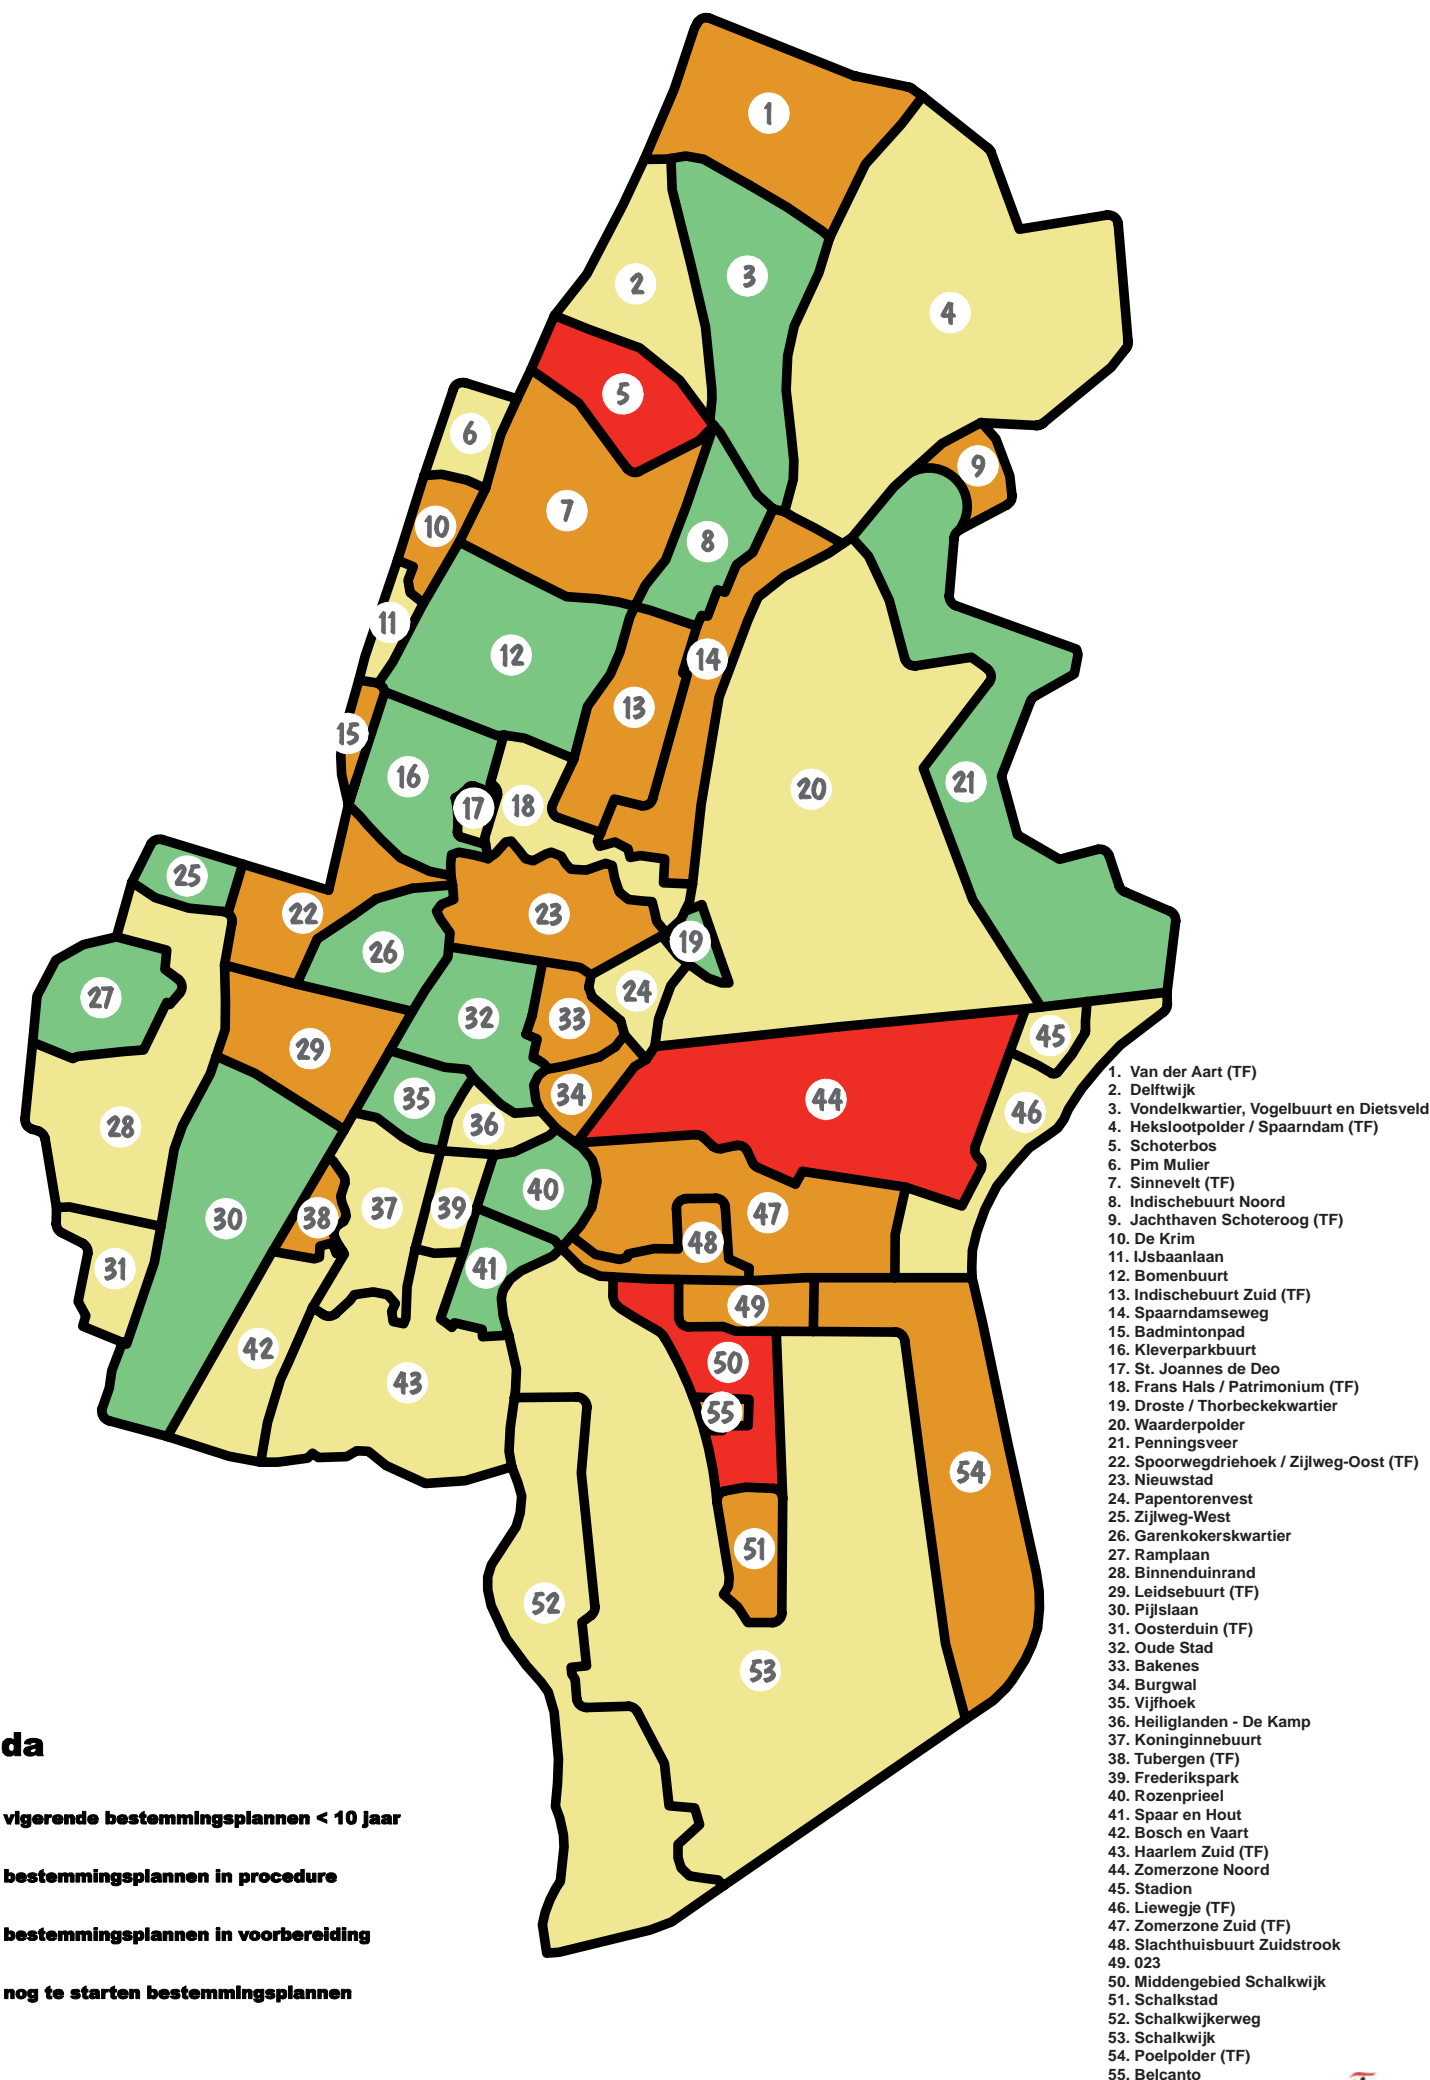 1
2
3
4
5
6
7
8
9
10
11
12
13
14
15
16
17
18
19
20
21
22
23
24
25
26
27
28
29
30
31
32
33
34
35
36
37
38
39
40
41
42
43
44
45
46
47
48
49
50
51
52
53
54
55
1. Van der Aart (TF)
2. Delftwijk
3. Vondelkwartier, Vogelbuurt en Dietsveld
4. Hekslootpolder / Spaarndam (TF)
5. Schoterbos
6. Pim Mulier
7. Sinnevelt (TF)
8. Indischebuurt Noord
9. Jachthaven Schoteroog (TF)
10. De Krim
11. IJsbaanlaan
12. Bomenbuurt
13. Indischebuurt Zuid (TF)
14. Spaarndamseweg
15. Badmintonpad
16. Kleverparkbuurt
17. St. Joannes de Deo
18. Frans Hals / Patrimonium (TF)
19. Droste / Thorbeckekwartier
20. Waarderpolder
21. Penningsveer
22. Spoorwegdriehoek / Zijlweg-Oost (TF)
23. Nieuwstad
24. Papentorenvest
25. Zijlweg-West
26. Garenkokerskwartier
27. Ramplaan
28. Binnenduinrand
29. Leidsebuurt (TF)
30. Pijlslaan
31. Oosterduin (TF)
32. Oude Stad
33. Bakenes
34. Burgwal
35. Vijfhoek
36. Heiliglanden - De Kamp
37. Koninginnebuurt
38. Tubergen (TF)
39. Frederikspark
40. Rozenprieel
41. Spaar en Hout
42. Bosch en Vaart
43. Haarlem Zuid (TF)
44. Zomerzone Noord
45. Stadion
46. Liewegje (TF)
47. Zomerzone Zuid (TF)
48. Slachthuisbuurt Zuidstrook
49. 023
50. Middengebied Schalkwijk
51. Schalkstad
52. Schalkwijkerweg
53. Schalkwijk
54. Poelpolder (TF)
55. Belcanto
da
vigerende bestemmingsplannen < 10 jaar
bestemmingsplannen in procedure
bestemmingsplannen in voorbereiding
nog te starten bestemmingsplannen